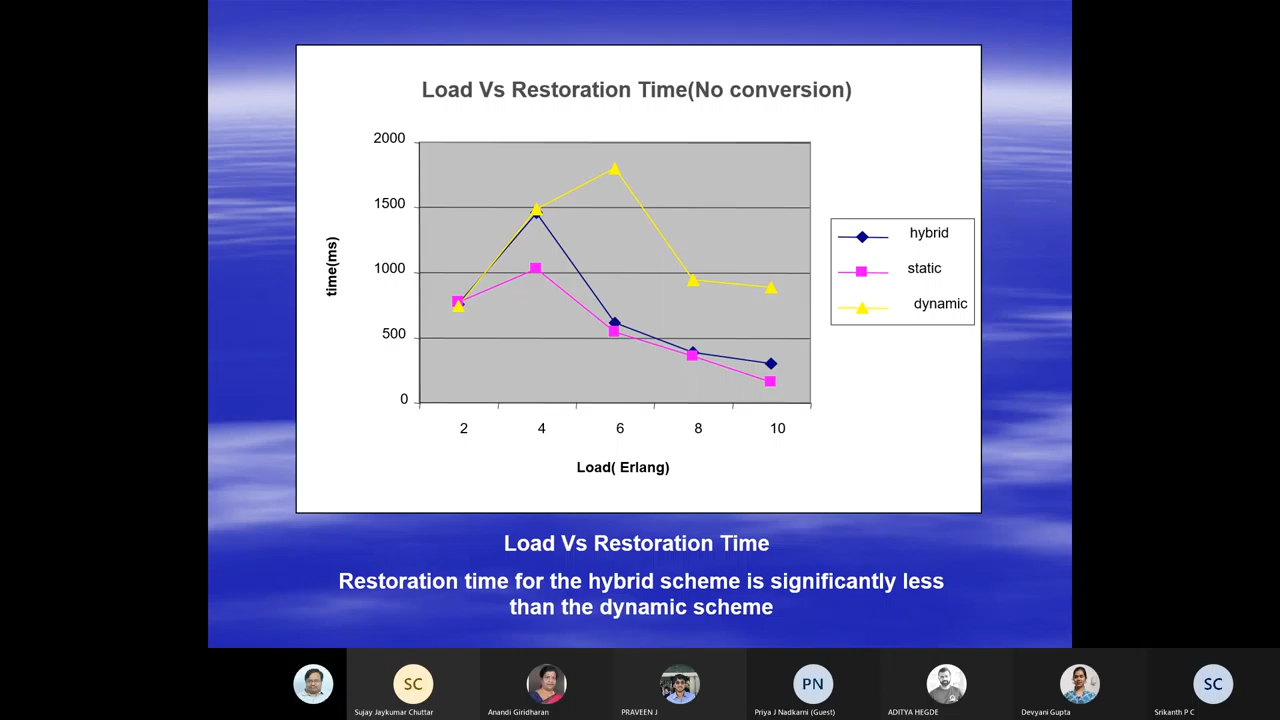 Load Vs Restoration Time(No conversion)
2000
1500
1000
500
0
time(ms)
2 4 6 8 10
Load( Erlang)
hybrid
static
dynamic
Load Vs Restoration Time
Restoration time for the hybrid scheme is significantly less
than the dynamic scheme
SC PN SC
Sujay Jaykumar Chuttar Anandi Giridharan PRAVEEN J Priya J Nadkarni (Guest) ADITYA HEGDE Devyani Gupta Srikanth P C